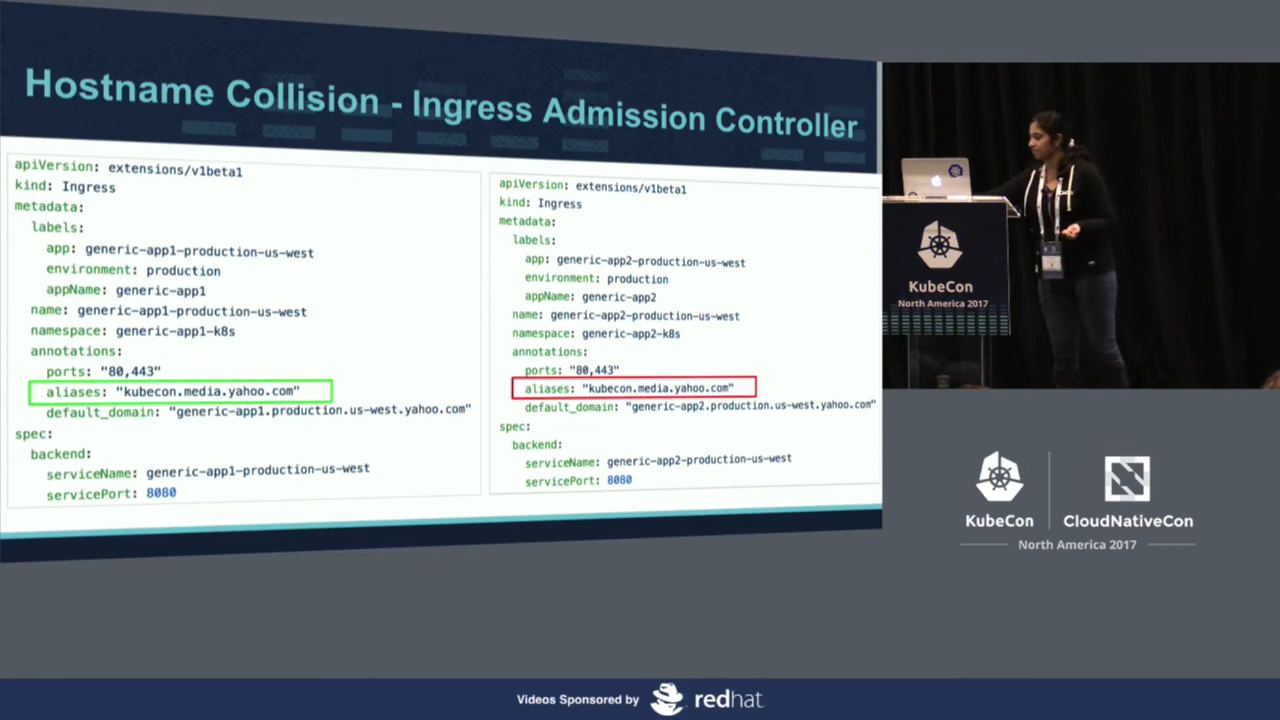 Hostname Collision - Ingress Admission Controller
apiVersion: extensions/v1beta1
kind: Ingress
metadata:
labels:
app: generic-app1-production-us-west
environment: production
appName: generic-app1
name: generic-app1-production-us-west
namespace: generic-app1-k8s
annotations:
ports: "80,443"
aliases: "kubecon.media.yahoo.com"
default_domain: "generic-app1.production.us-west.yahoo.com"
spec:
backend:
serviceName: generic-app1-production-us-west
servicePort: 8080
apiVersion: extensions/v1beta1
kind: Ingress
metadata:
labels:
app: generic-app2-production-us-west
environment: production
appName: generic-app2
name: generic-app2-production-us-west
namespace: generic-app2-k8s
annotations:
ports: "80,443"
aliases: "kubecon.media.yahoo.com"
default_domain: "generic-app2.production.us-west.yahoo.com"
spec:
backend:
serviceName: generic-app2-production-us-west
servicePort: 8080
KubeCon
North America 2017
KubeCon
CloudNativeCon
North America 2017
Videos Sponsored by
redhat